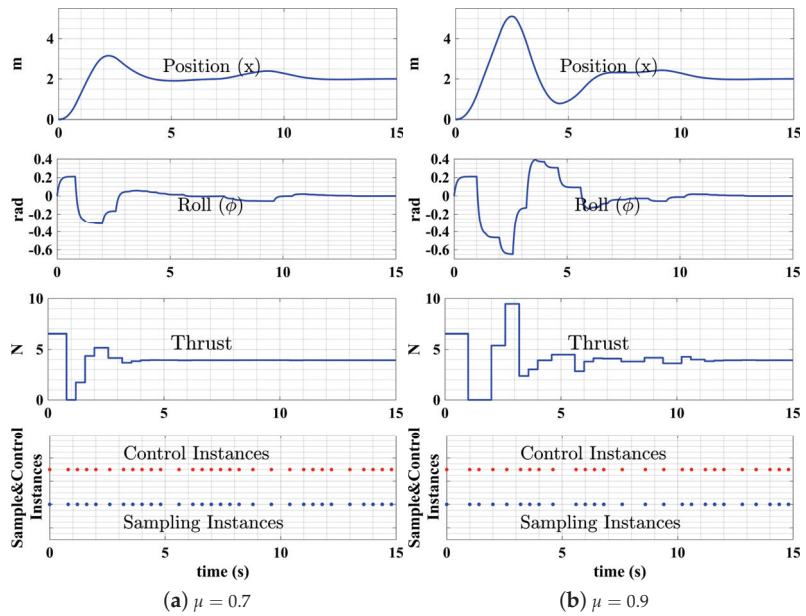 4
2
0
m
Position (x)
0
5
10
15
4
2
0
m
Position (x)
0
5
10
15
0.4
0.2
0
-0.2
-0.4
-0.6
rad
Roll (ϕ)
0
5
10
15
0.4
0.2
0
-0.2
-0.4
-0.6
rad
Roll (ϕ)
0
5
10
15
10
5
0
N
Thrust
0
5
10
15
10
5
0
N
Thrust
0
5
10
15
Sample&Control
Instances
Control Instances
Sampling Instances
0
5
10
15
time (s)
Sample&Control
Instances
Control Instances
Sampling Instances
0
5
10
15
time (s)
(a) μ = 0.7
(b) μ = 0.9